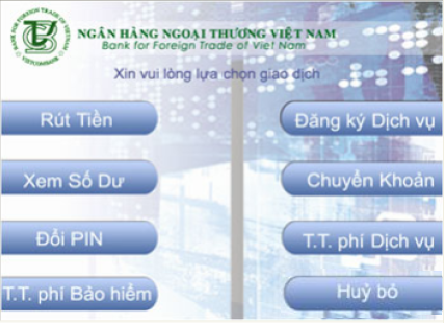 NGÂN HÀNG NGOẠI THƯƠNG VIỆT NAM
Bank for Foreign Trade of Viet Nam
Xin vui lòng lựa chọn giao dịch
Rút Tiền
Đăng ký Dịch vụ
Xem Số Dư
Chuyển Khoản
Đổi PIN
T.T. phí Dịch vụ
T.T. phí Bảo hiểm
Huỷ bỏ